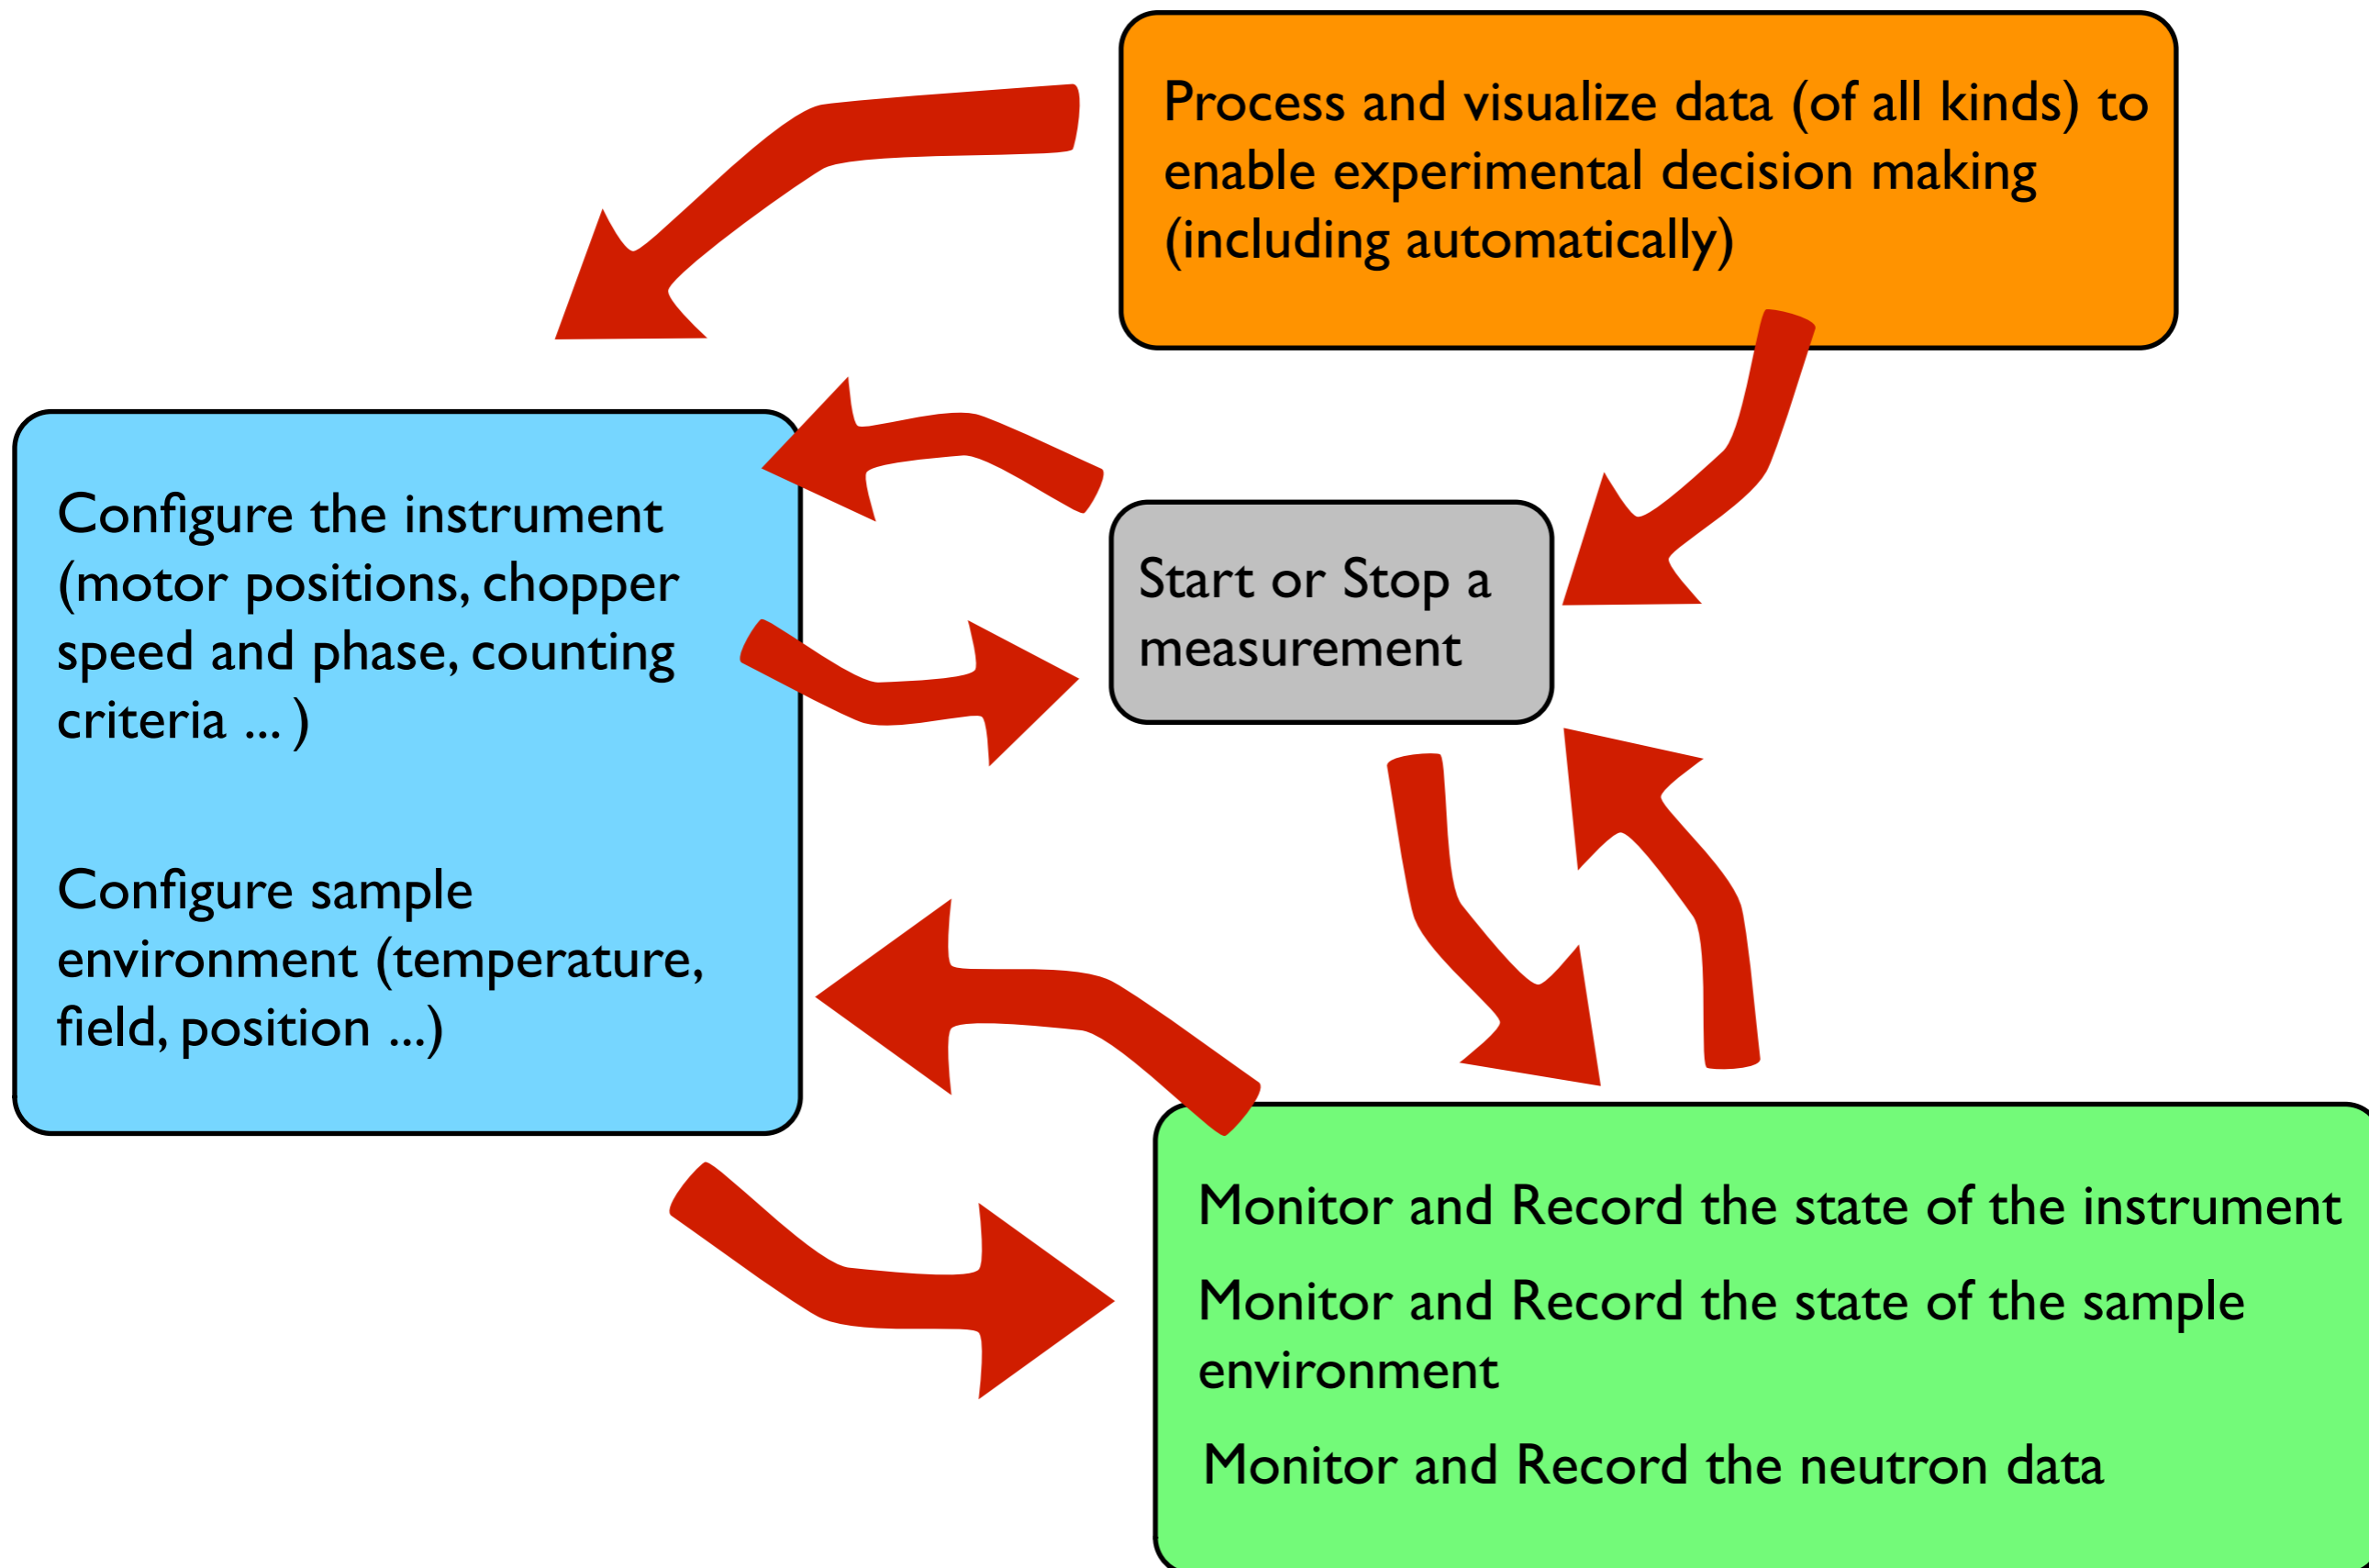 Process and visualize data (of all kinds) to
enable experimental decision making
(including automatically)
Configure the instrument
(motor positions, chopper
speed and phase, counting
criteria ... )
Configure sample
environment (temperature,
field, position ...)
Start or Stop a
measurement
Monitor and Record the state of the instrument
Monitor and Record the state of the sample
environment
Monitor and Record the neutron data